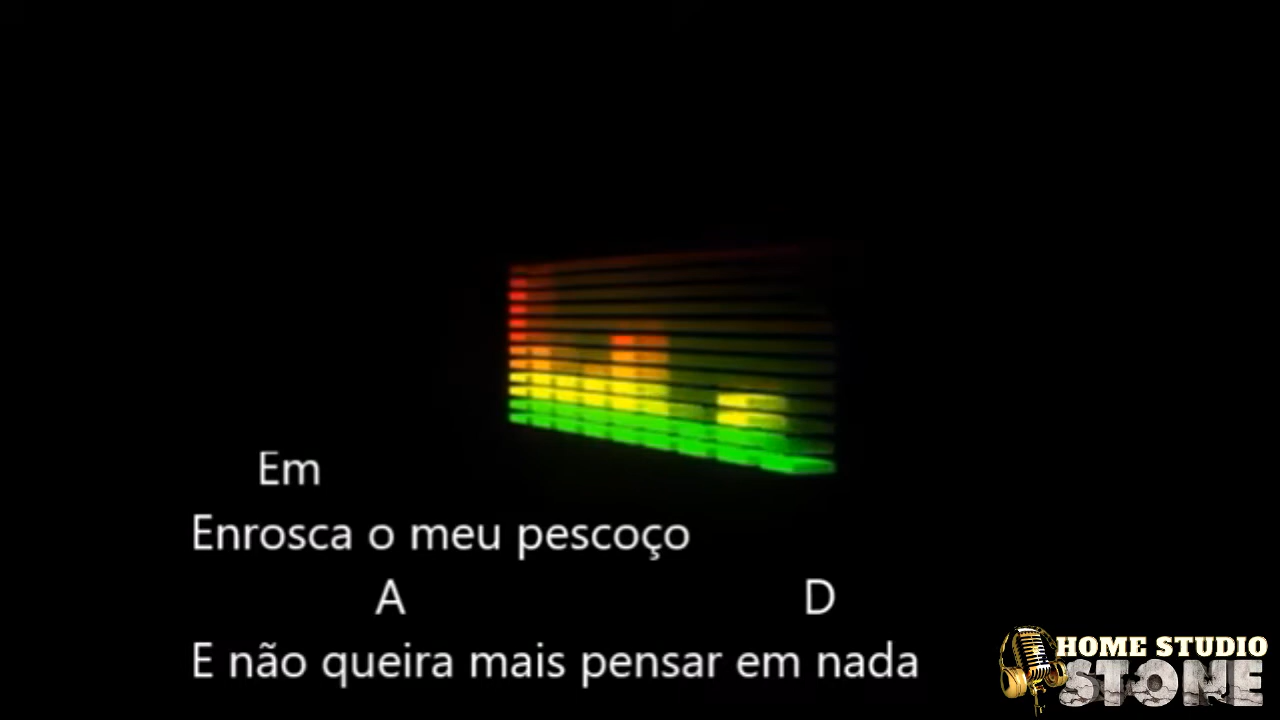 Em
Enrosca o meu pescoço
A D
E não queira mais pensar em nada
HOME STUDIO
STONE